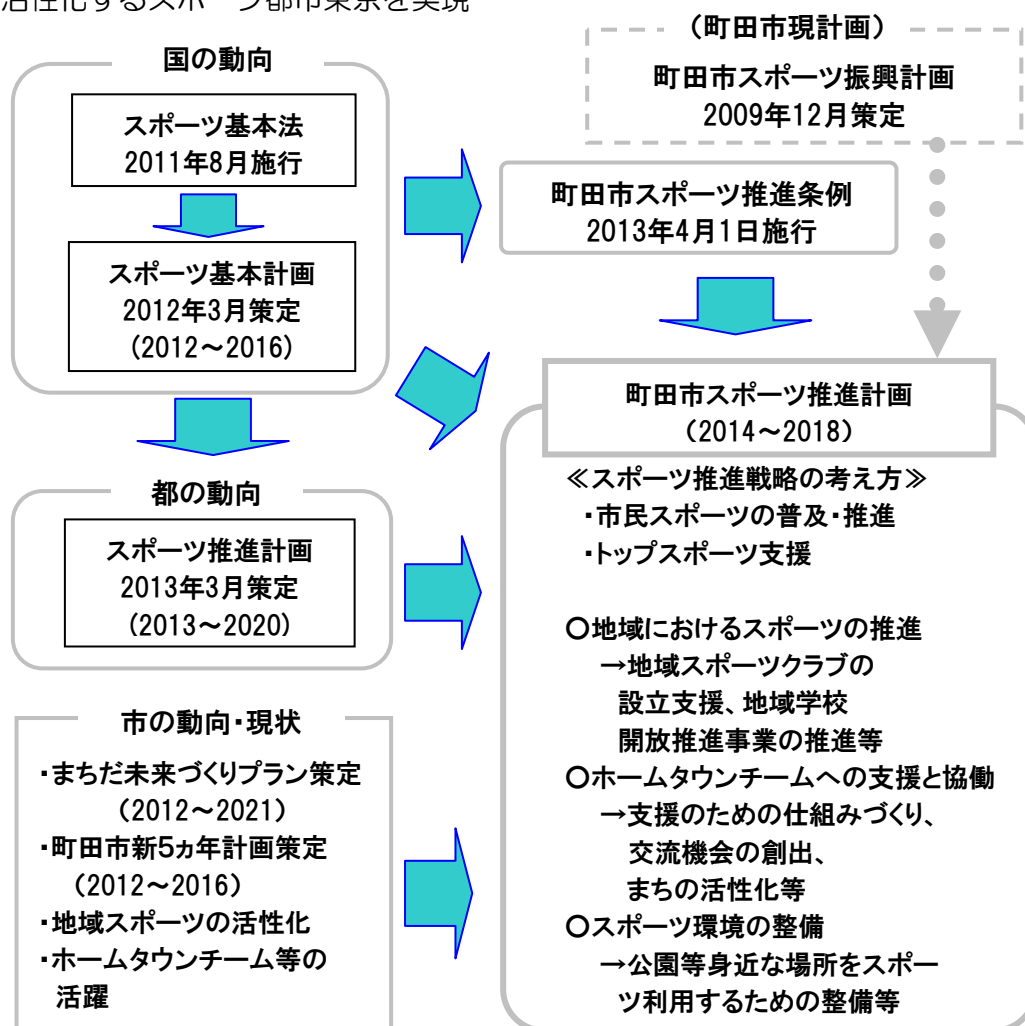 活性化するスポーツ都市東京を実現
国の動向
スポーツ基本法
2011年8月施行
スポーツ基本計画
2012年3月策定
(2012～2016)
都の動向
スポーツ推進計画
2013年3月策定
(2013～2020)
市の動向・現状
・まちだ未来づくりプラン策定
(2012～2021)
・町田市新5ヵ年計画策定
(2012～2016)
・地域スポーツの活性化
・ホームタウンチーム等の
活躍
(町田市現計画)
町田市スポーツ振興計画
2009年12月策定
町田市スポーツ推進条例
2013年4月1日施行
町田市スポーツ推進計画
(2014～2018)
≪スポーツ推進戦略の考え方≫
・市民スポーツの普及・推進
・トップスポーツ支援
○地域におけるスポーツの推進
→地域スポーツクラブの
設立支援、地域学校
開放推進事業の推進等
○ホームタウンチームへの支援と協働
→支援のための仕組みづくり、
交流機会の創出、
まちの活性化等
○スポーツ環境の整備
→公園等身近な場所をスポー
ツ利用するための整備等